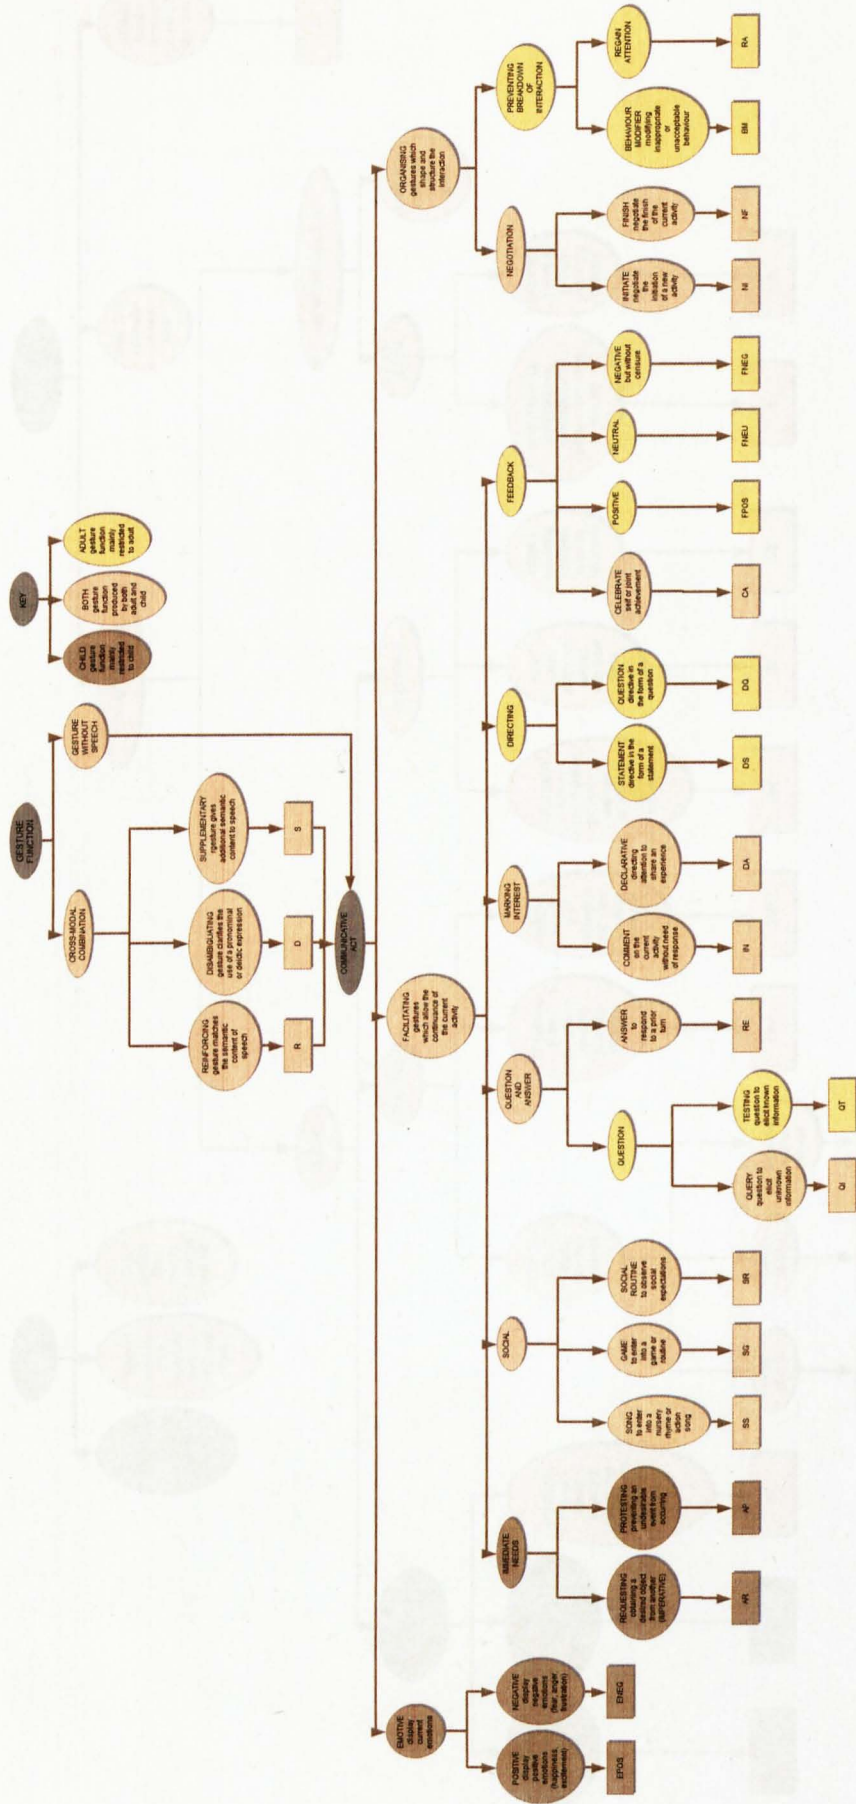 GESTURE
FUNCTION
KEY
CROSS-MODAL
COMBINATION
GESTURE
WITHOUT
SPEECH
CHILD
gesture
function
mainly
restricted
to child
BOTH
gesture
function
produced
by both
adult and
child
ADULT
gesture
function
mainly
restricted
to adult
REINFORCING
gesture matches
the semantic
content of
speech
DISAMBIGUATING
gesture clarifies the
use of a pronominal
or deictic expression
SUPPLEMENTARY
rgesture gives
additional semantic
content to speech
R
D
S
COMMUNICATIVE
ACT
EMOTIVE
display
current
emotions
FACILITATING
gestures
which allow the
continuance of
the current
activity
ORGANISING
gestures which
shape and
structure the
interaction
POSITIVE
display
positive
emotions
(happiness,
excitement)
NEGATIVE
display
negative
emotions
(fear, anger,
frustration)
IMMEDIATE
NEEDS
SOCIAL
QUESTION
AND
ANSWER
MARKING
INTEREST
DIRECTING
FEEDBACK
NEGOTIATION
PREVENTING
BREAKDOWN
OF
INTERACTION
EPOS
ENEG
REQUESTING
obtaining a
desired object
from another
(IMPERATIVE)
PROTESTING
preventing an
undesirable
event from
occurring
SONG
to enter
into a
nursery
rhyme or
action
song
GAME
to enter
into a
game or
routine
SOCIAL
ROUTINE
to observe
social
expectations
QUESTION
ANSWER
to
respond
to a prior
turn
COMMENT
on the
current
activity
without need
of response
DECLARATIVE
directing
attention to
share an
experience
STATEMENT
directive in the
form of a
statement
QUESTION
directive in
the form of a
question
CELEBRATE
self or joint
achievement
POSITIVE
NEUTRAL
NEGATIVE
but without
censure
INITIATE
negotiate
the
initiation
of a new
activity
FINISH
negotiate
the finish
of the
current
activity
BEHAVIOUR
MODIFIER
modifying
inappropriate
or
unacceptable
behaviour
REGAIN
ATTENTION
AR
AP
SS
SG
SR
QUERY
question to
elicit
unknown
information
TESTING
question to
elicit known
information
RE
IN
DA
DS
DQ
CA
FPOS
FNEU
FNEG
NI
NF
BM
RA
QI
QT